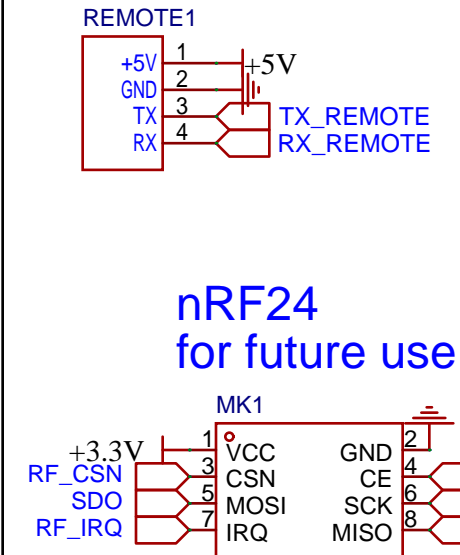 REMOTE1
+5V 1 +5V
GND 2
TX 3 TX_REMOTE
RX 4 RX_REMOTE
nRF24
for future use
MK1
+3.3V 1 VCC GND 2
RF_CSN 3 CSN CE 4
SDO 5 MOSI SCK 6
RF_IRQ 7 IRQ MISO 8